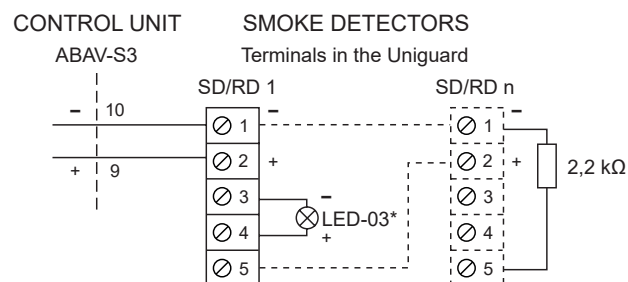 CONTROL UNIT
SMOKE DETECTORS
ABAV-S3
Terminals in the Uniguard
SD/RD 1
SD/RD n
– 10
+ 9
1 –
2 +
3
4
5
–
LED-03*
+
1 –
2 +
3
4
5
2,2 kΩ